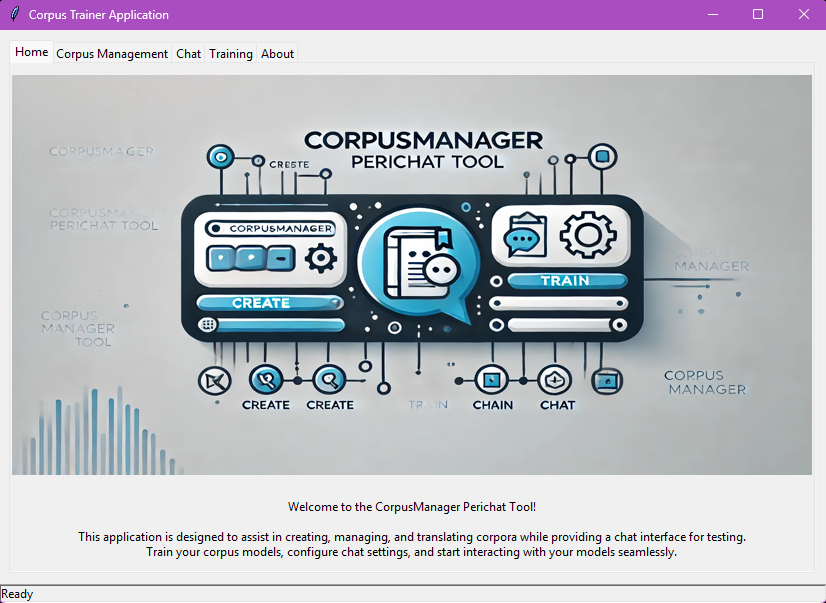 Corpus Trainer Application
Home Corpus Management Chat Training About
CORPUSMANAGER
PERICHAT TOOL
CRESTE
CORPUSMANAGER
CREATE
TRAIN
CORPUSMAGER
PERICHAT TOOL
CORPUS
MANAGER
TOOL
MANAGER
CORPUS
MANAGER
CREATE CREATE TRAIN CHAIN CHAT
Welcome to the CorpusManager Perichat Tool!
This application is designed to assist in creating, managing, and translating corpora while providing a chat interface for testing.
Train your corpus models, configure chat settings, and start interacting with your models seamlessly.
Ready